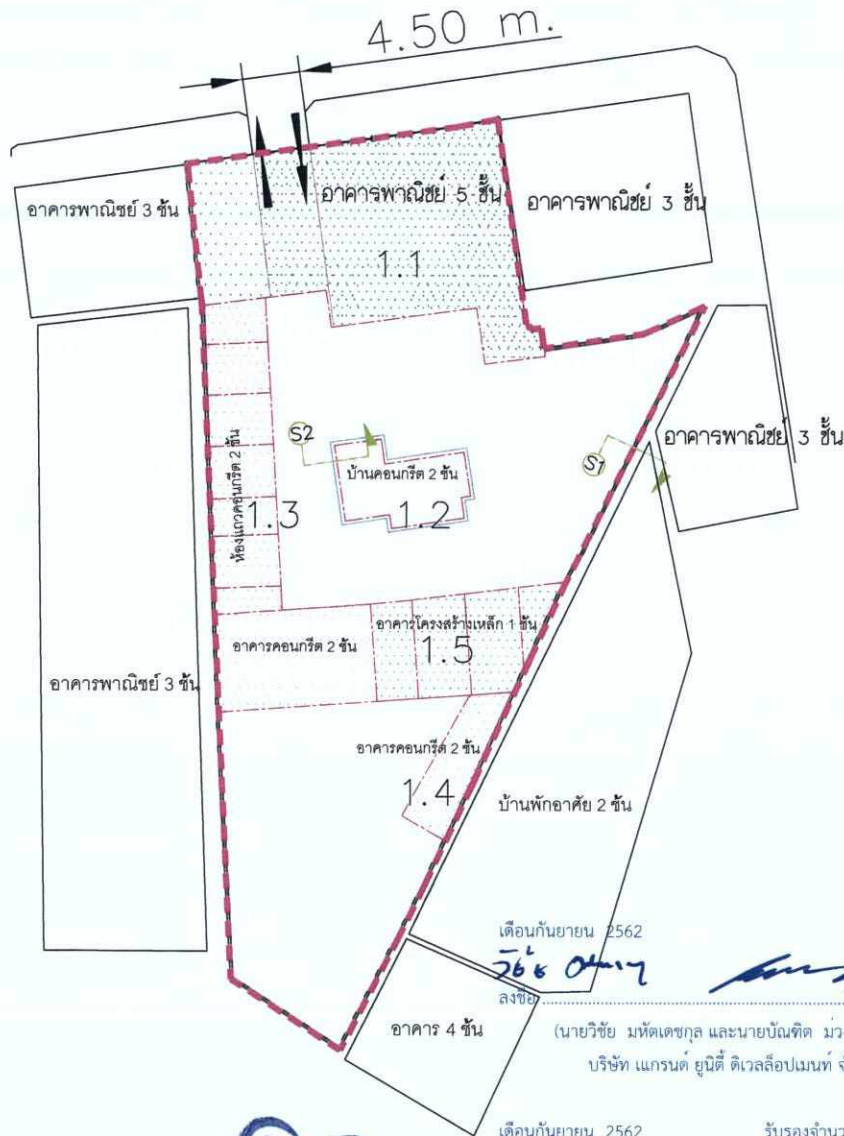 4.50 m.
อาคารพาณิชย์ 3 ชั้น
อาคารพาณิชย์ 5 ชั้น
อาคารพาณิชย์ 3 ชั้น
1.1
S2
ห้องแถวคอนกรีต 2 ชั้น
1.3
บ้านคอนกรีต 2 ชั้น
1.2
S1
อาคารพาณิชย์ 3 ชั้น
อาคารพาณิชย์ 3 ชั้น
อาคารคอนกรีต 2 ชั้น
อาคารโครงสร้างเหล็ก 1 ชั้น
1.5
อาคารคอนกรีต 2 ชั้น
1.4
บ้านพักอาศัย 2 ชั้น
อาคาร 4 ชั้น
เดือนกันยายน 2562
ลงชื่อ
(นายวิชัย มหัตเดชกุล และนายบัณฑิต ม่วง
บริษัท แกรนด์ ยูนิตี้ ดิเวลล็อปเมนท์ จ
เดือนกันยายน 2562 รับรองจำนว